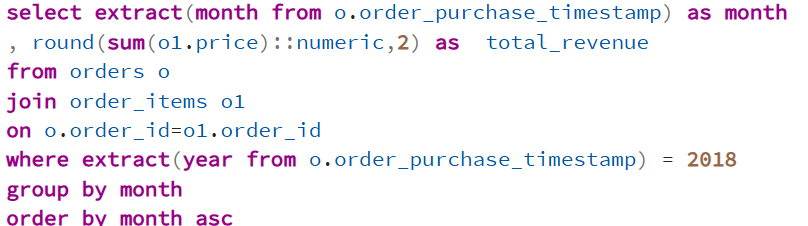 select extract(month from o.order_purchase_timestamp) as month
, round(sum(o1.price)::numeric,2) as  total_revenue
from orders o
join order_items o1
on o.order_id=o1.order_id
where extract(year from o.order_purchase_timestamp) = 2018
group by month
order by month asc